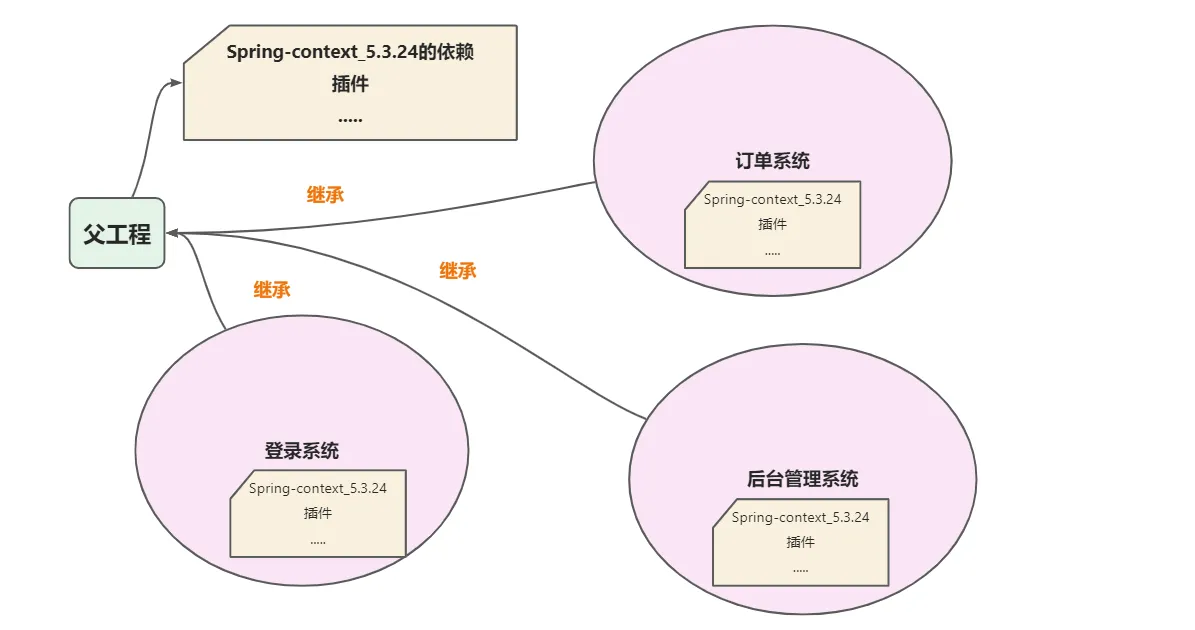 Spring-context_5.3.24的依赖
插件
.....
订单系统
Spring-context_5.3.24
插件
.....
继承
父工程
继承
继承
登录系统
Spring-context_5.3.24
插件
.....
后台管理系统
Spring-context_5.3.24
插件
.....